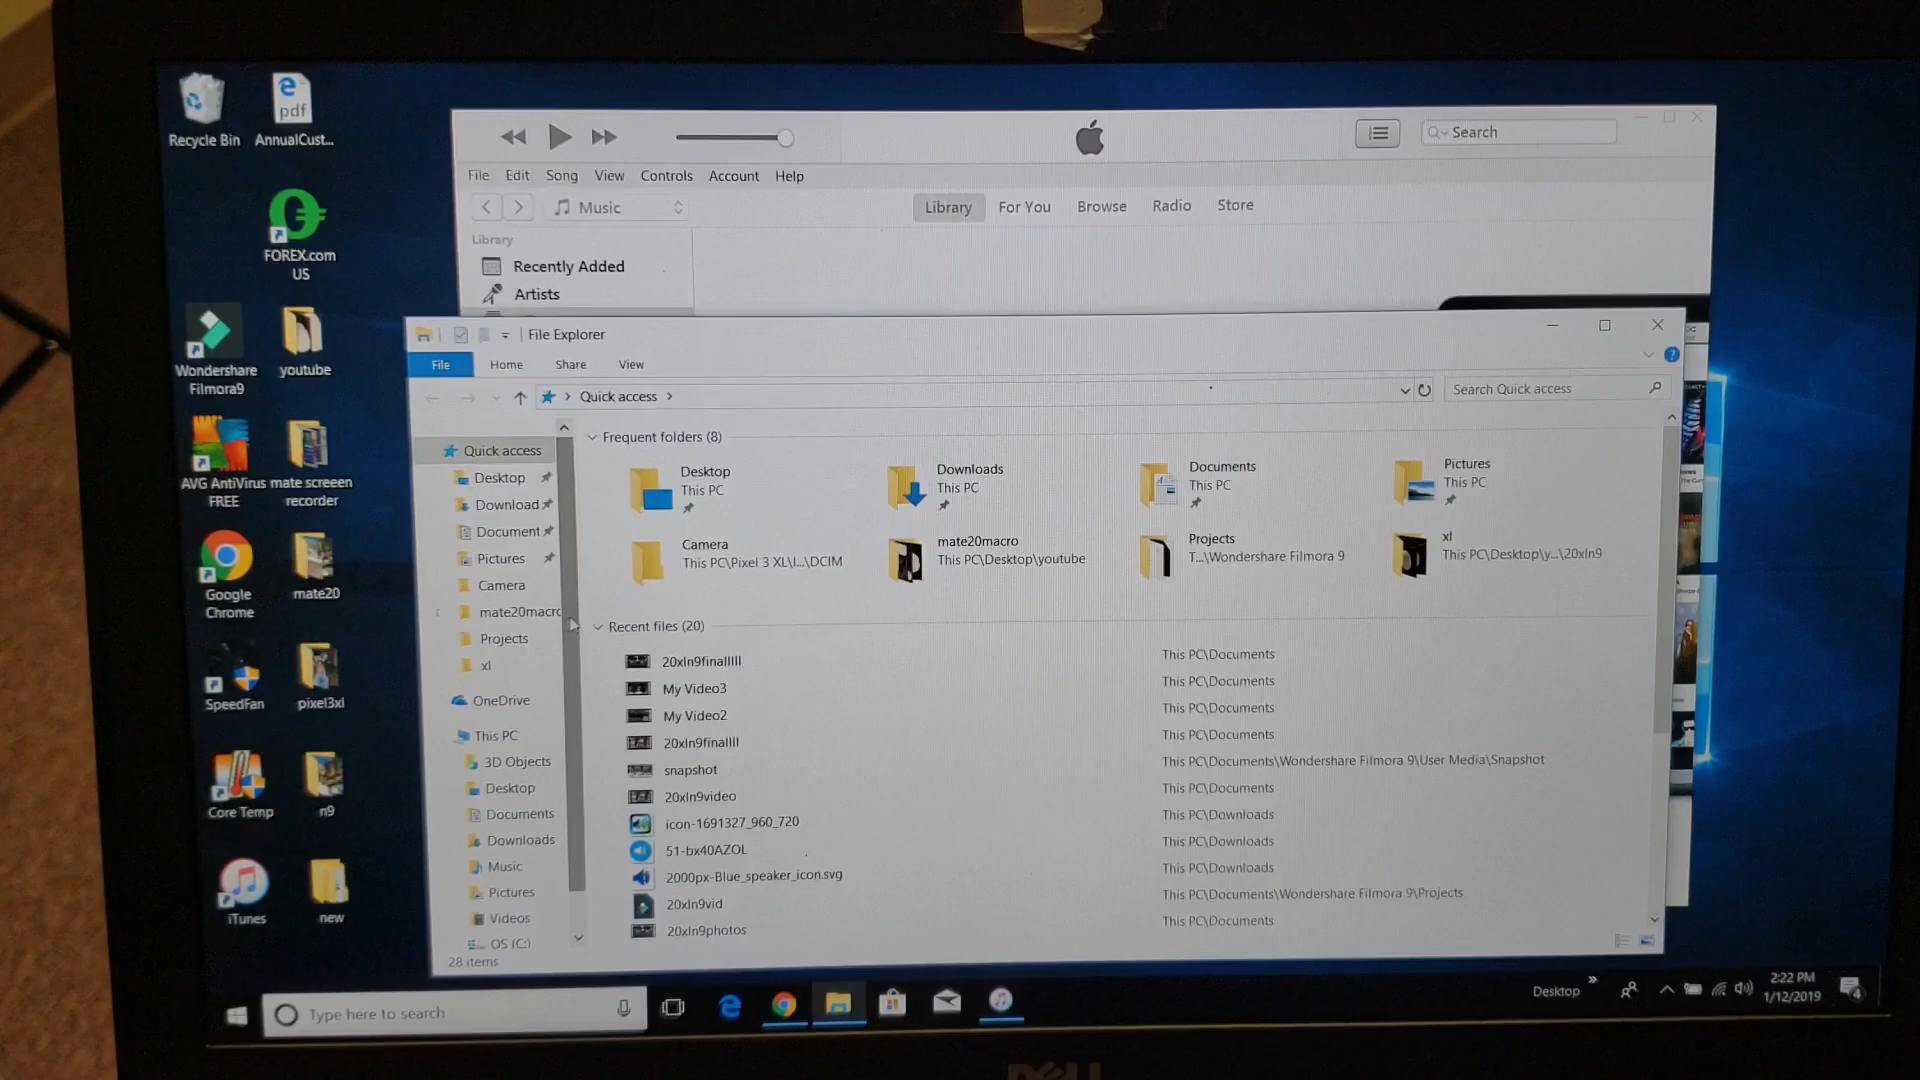 Recycle Bin
pdf
AnnualCust...
FOREX.com
US
Wondershare
Filmora9
youtube
AVG AntiVirus
FREE
mate screeen
recorder
Google
Chrome
mate20
SpeedFan
pixel3xl
Core Temp
n9
iTunes
new
Search
File Edit Song View Controls Account Help
Music
Library For You Browse Radio Store
Library
Recently Added
Artists
File Explorer
File Home Share View
Quick access
Search Quick access
Quick access
Desktop
Download
Document
Pictures
Camera
mate20macro
Projects
xl
OneDrive
This PC
3D Objects
Desktop
Documents
Downloads
Music
Pictures
Videos
OS (C:)
28 items
Frequent folders (8)
Desktop
This PC
Downloads
This PC
Documents
This PC
Pictures
This PC
Camera
This PC\Pixel 3 XL\I...\DCIM
mate20macro
This PC\Desktop\youtube
Projects
T...\Wondershare Filmora 9
xl
This PC\Desktop\y...\20xln9
Recent files (20)
20xln9finalllll This PC\Documents
My Video3 This PC\Documents
My Video2 This PC\Documents
20xln9finallll This PC\Documents
snapshot This PC\Documents\Wondershare Filmora 9\User Media\Snapshot
20xln9video This PC\Documents
icon-1691327_960_720 This PC\Downloads
51-bx40AZOL This PC\Downloads
2000px-Blue_speaker_icon.svg This PC\Downloads
20xln9vid This PC\Documents\Wondershare Filmora 9\Projects
20xln9photos This PC\Documents
Type here to search
Desktop
2:22 PM
1/12/2019
4
DELL